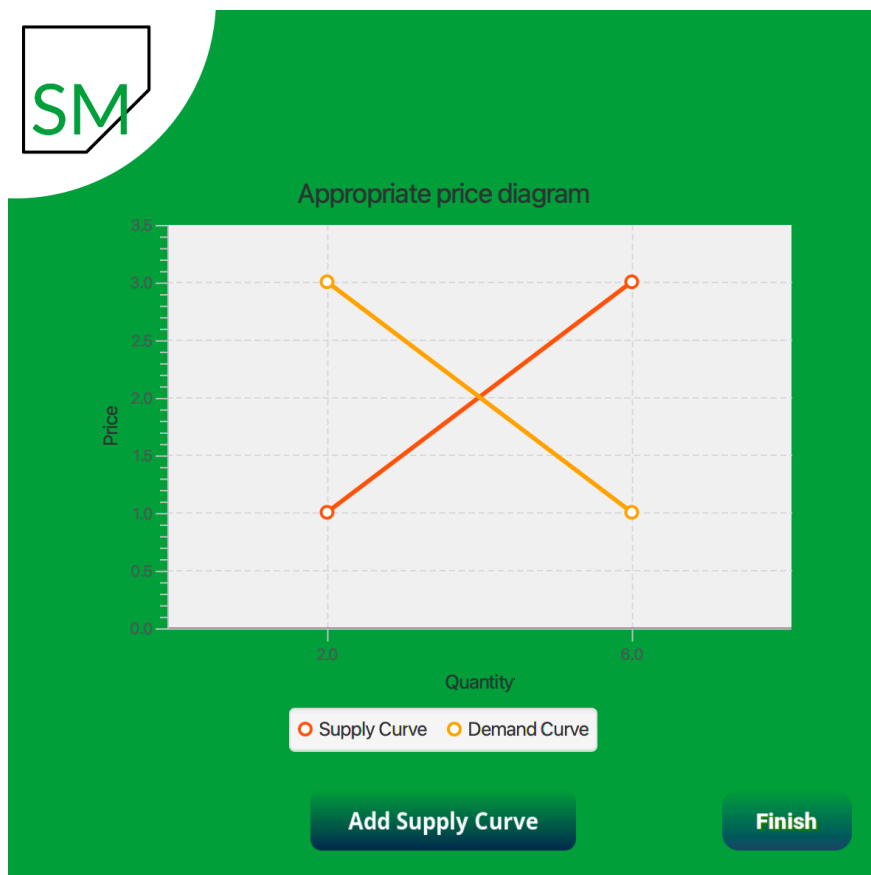 SM
Appropriate price diagram
3.5
3.0
2.5
2.0
1.5
1.0
0.5
0.0
Price
2.0 6.0
Quantity
Supply Curve Demand Curve
Add Supply Curve Finish